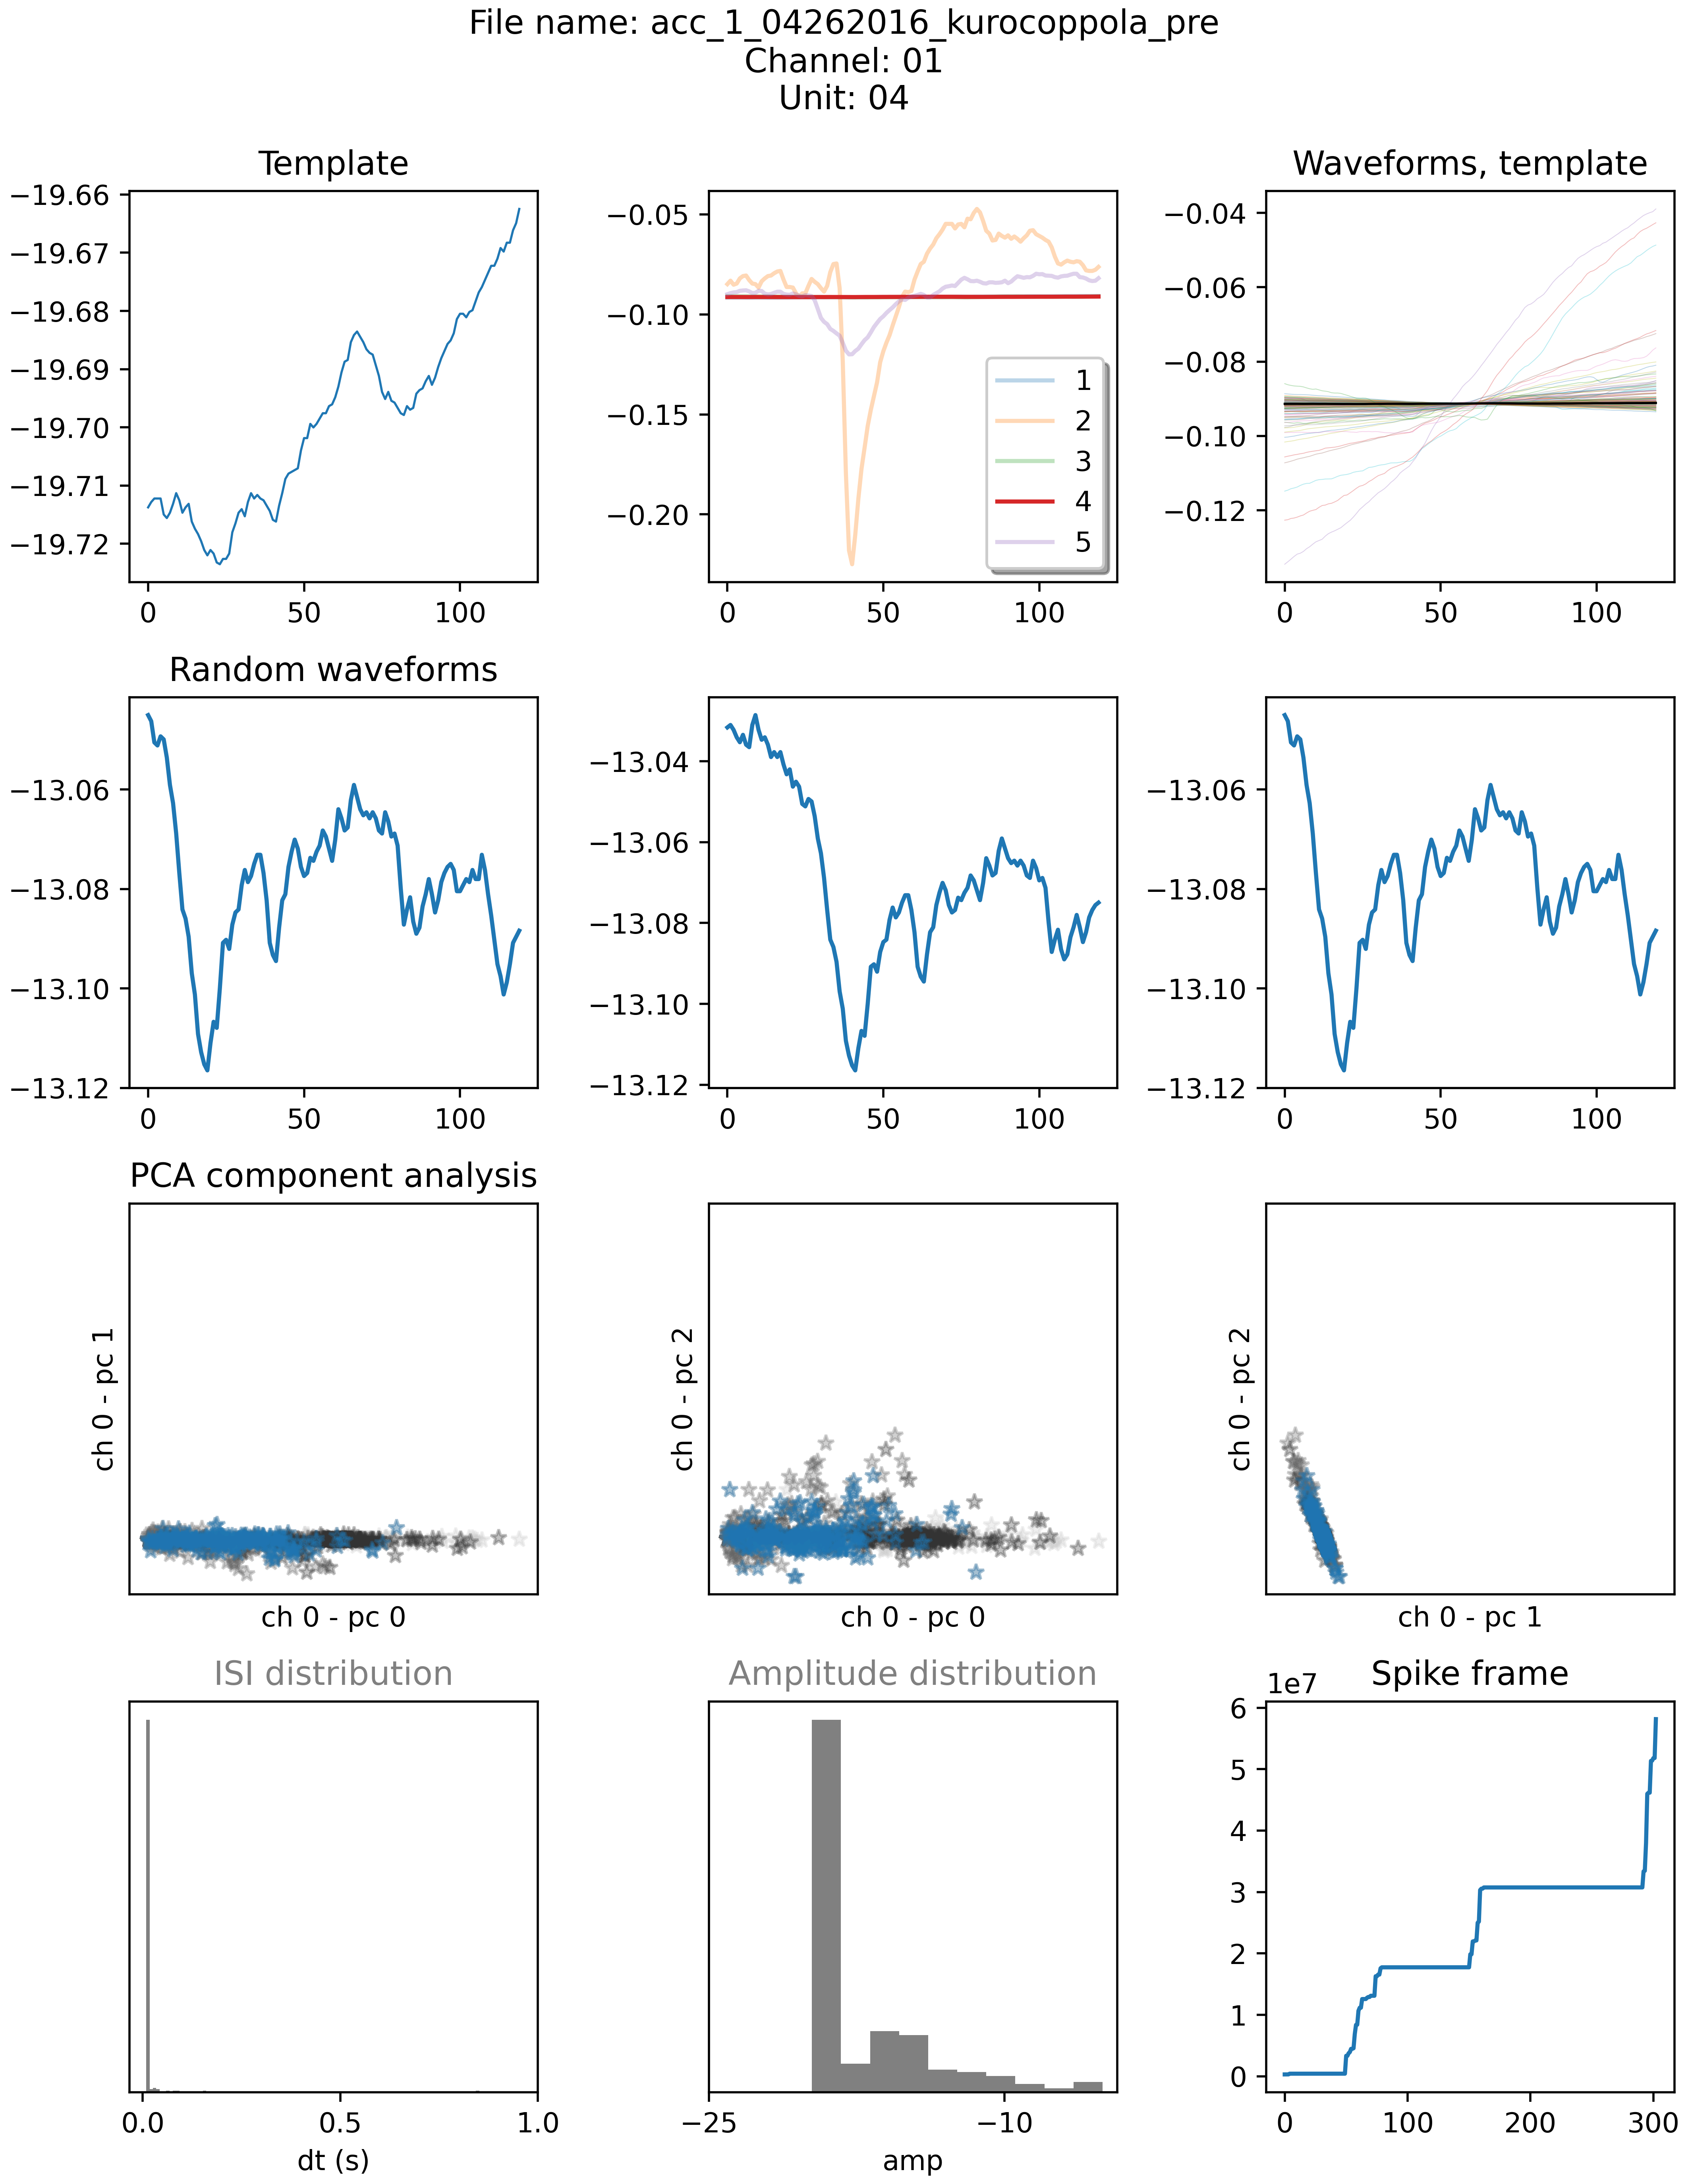 File name: acc_1_04262016_kurocoppola_pre
Channel: 01
Unit: 04
Template
Waveforms, template
−19.66
−19.67
−19.68
−19.69
−19.70
−19.71
−19.72
0 50 100
−0.05
−0.10
−0.15
−0.20
1
2
3
4
5
0 50 100
−0.04
−0.06
−0.08
−0.10
−0.12
0 50 100
Random waveforms
−13.06
−13.08
−13.10
−13.12
0 50 100
−13.04
−13.06
−13.08
−13.10
−13.12
0 50 100
−13.06
−13.08
−13.10
−13.12
0 50 100
PCA component analysis
ch 0 - pc 1
ch 0 - pc 0
ch 0 - pc 2
ch 0 - pc 0
ch 0 - pc 2
ch 0 - pc 1
ISI distribution
0.0 0.5 1.0
dt (s)
Amplitude distribution
−25 −10
amp
Spike frame
1e7
6
5
4
3
2
1
0
0 100 200 300